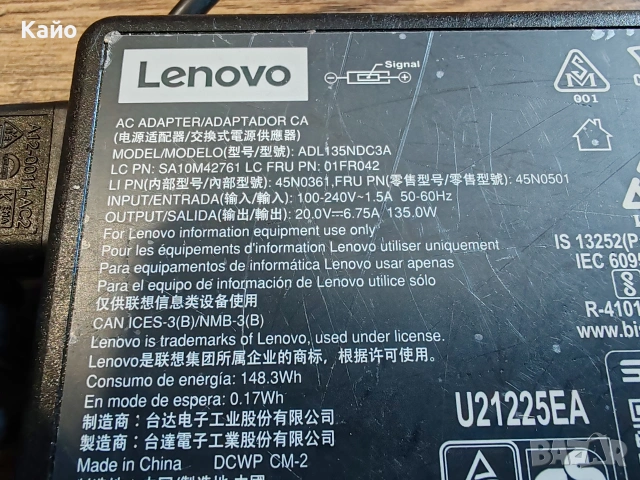 Кајо
Lenovo
Signal
AC ADAPTER/ADAPTADOR CA
(电源适配器/交換式電源供應器)
MODEL/MODELO(型号/型號): ADL135NDC3A
LC PN: SA10M42761 LC FRU PN: 01FR042
LI PN(内部型号/內部型號): 45N0361,FRU PN(零售型号/零售型號): 45N0501
INPUT/ENTRADA(输入/輸入): 100-240V~1.5A 50-60Hz
OUTPUT/SALIDA(输出/輸出): 20.0V⎓6.75A 135.0W
For Lenovo information equipment use only
Pour les équipements d'information Lenovo utiliser uniquement
Para equipamentos de informática Lenovo usar apenas
Para el equipo de información de Lenovo utilice sólo
仅供联想信息类设备使用
CAN ICES-3(B)/NMB-3(B)
Lenovo is trademarks of Lenovo, used under license.
Lenovo是联想集团所属企业的商标，根据许可使用。
Consumo de energía: 148.3Wh
En modo de espera: 0.17Wh
制造商：台达电子工业股份有限公司
製造商：台達電子工業股份有限公司
Made in China DCWP CM-2
001
IS 13252(P
IEC 6095
R-4101
www.bi
U21225EA
BAZAR